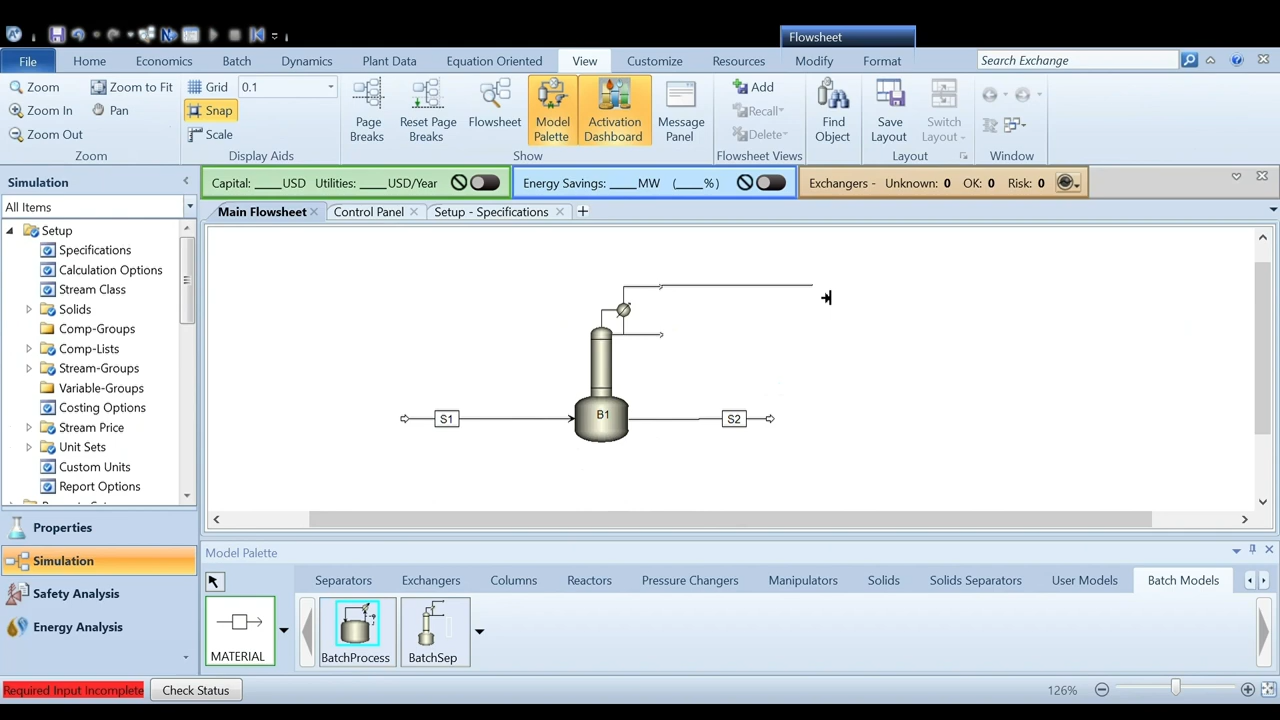 Flowsheet
File Home Economics Batch Dynamics Plant Data Equation Oriented View Customize Resources Modify Format Search Exchange
Zoom Zoom to Fit Grid 0.1
Zoom In Pan Snap
Zoom Out Scale
Page Breaks
Reset Page Breaks
Flowsheet
Model Palette
Activation Dashboard
Message Panel
Add
Recall
Delete
Find Object
Save Layout
Switch Layout
Zoom Display Aids Show Flowsheet Views Layout Window
Capital: ____USD Utilities: ____USD/Year
Energy Savings: ____MW (____%)
Exchangers - Unknown: 0 OK: 0 Risk: 0
Simulation
All Items
Main Flowsheet Control Panel Setup - Specifications +
Setup
Specifications
Calculation Options
Stream Class
Solids
Comp-Groups
Comp-Lists
Stream-Groups
Variable-Groups
Costing Options
Stream Price
Unit Sets
Custom Units
Report Options
S1
B1
S2
Properties
Simulation
Safety Analysis
Energy Analysis
Model Palette
Separators Exchangers Columns Reactors Pressure Changers Manipulators Solids Solids Separators User Models Batch Models
MATERIAL
BatchProcess
BatchSep
Required Input Incomplete
Check Status
126%